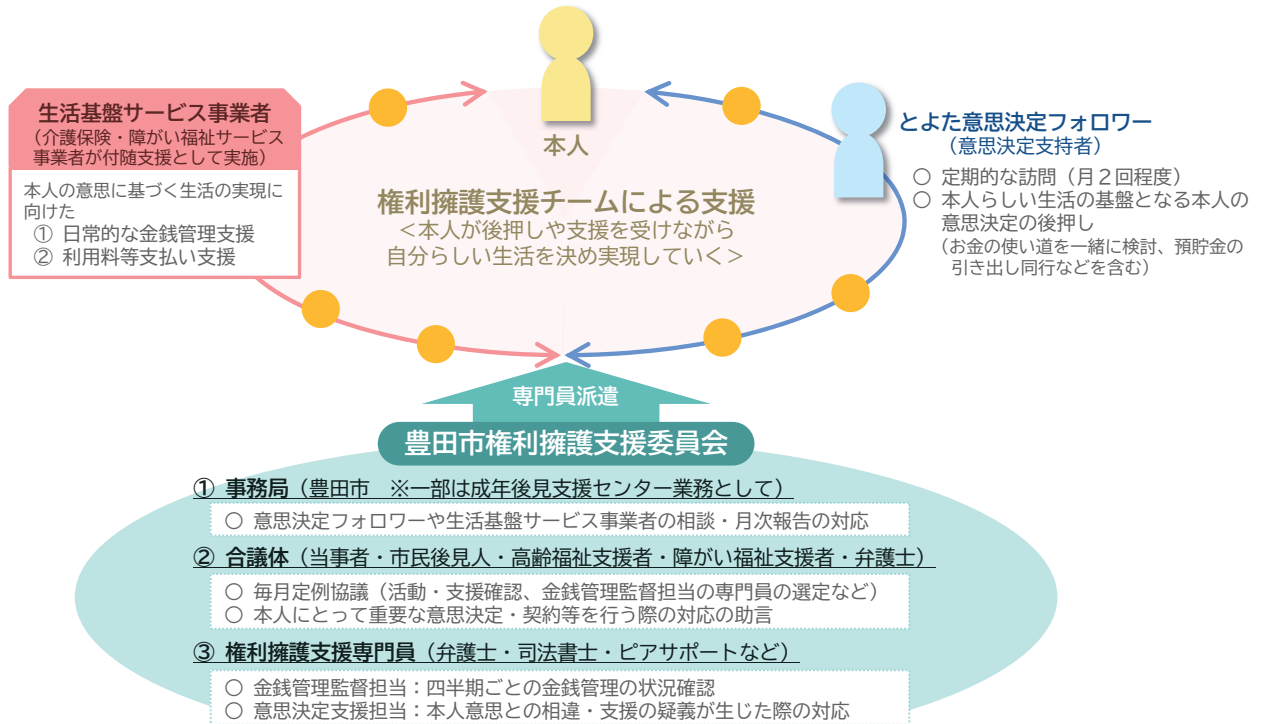 本人
生活基盤サービス事業者
（介護保険・障がい福祉サービス
事業者が付随支援として実施）
本人の意思に基づく生活の実現に
向けた
① 日常的な金銭管理支援
② 利用料等支払い支援
権利擁護支援チームによる支援
＜本人が後押しや支援を受けながら
自分らしい生活を決め実現していく＞
とよた意思決定フォロワー
（意思決定支持者）
○ 定期的な訪問（月２回程度）
○ 本人らしい生活の基盤となる本人の
意思決定の後押し
（お金の使い道を一緒に検討、預貯金の
引き出し同行などを含む）
専門員派遣
豊田市権利擁護支援委員会
① 事務局（豊田市　※一部は成年後見支援センター業務として）
○ 意思決定フォロワーや生活基盤サービス事業者の相談・月次報告の対応
② 合議体（当事者・市民後見人・高齢福祉支援者・障がい福祉支援者・弁護士）
○ 毎月定例協議（活動・支援確認、金銭管理監督担当の専門員の選定など）
○ 本人にとって重要な意思決定・契約等を行う際の対応の助言
③ 権利擁護支援専門員（弁護士・司法書士・ピアサポートなど）
○ 金銭管理監督担当：四半期ごとの金銭管理の状況確認
○ 意思決定支援担当：本人意思との相違・支援の疑義が生じた際の対応